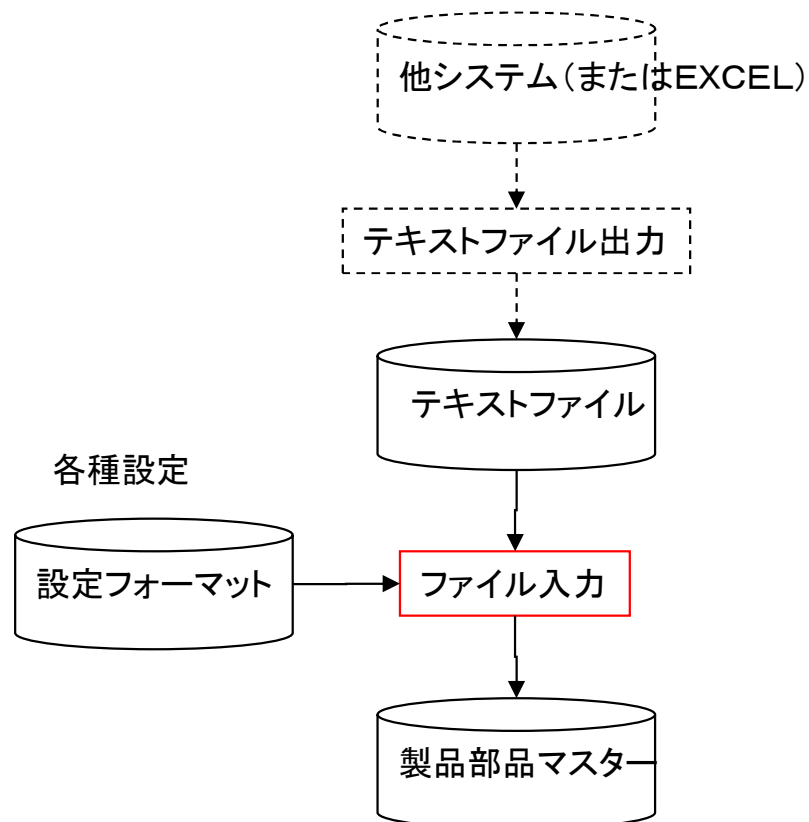 他システム（またはEXCEL）
テキストファイル出力
テキストファイル
各種設定
設定フォーマット
ファイル入力
製品部品マスター